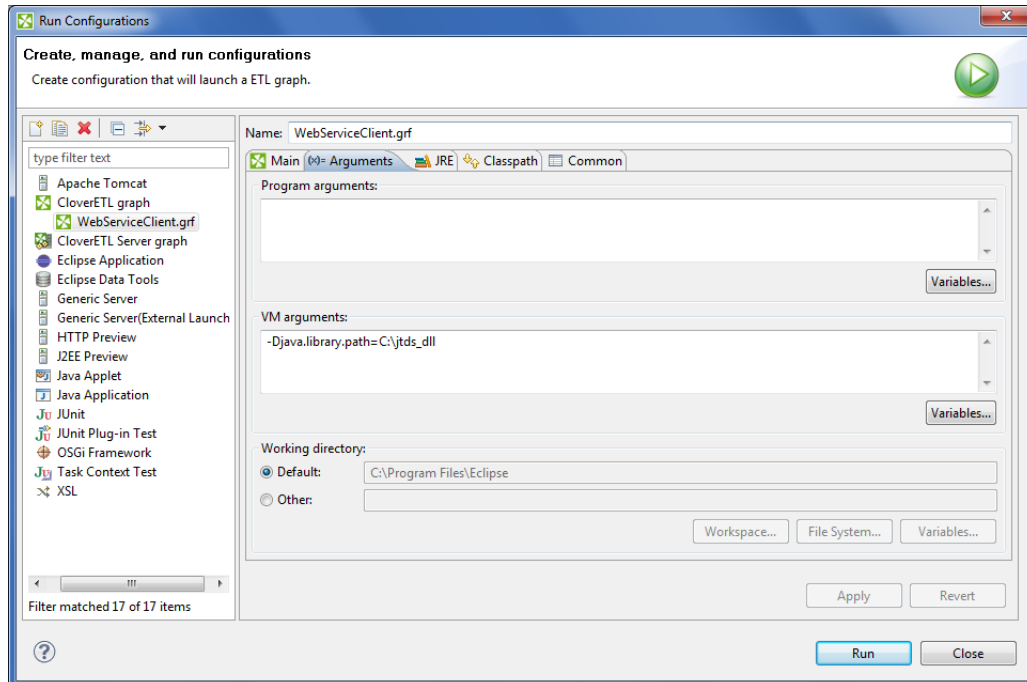 Run Configurations
Create, manage, and run configurations
Create configuration that will launch a ETL graph.
type filter text
Apache Tomcat
CloverETL graph
WebServiceClient.grf
CloverETL Server graph
Eclipse Application
Eclipse Data Tools
Generic Server
Generic Server(External Launch
HTTP Preview
J2EE Preview
Java Applet
Java Application
JUnit
JUnit Plug-in Test
OSGi Framework
Task Context Test
XSL
Filter matched 17 of 17 items
Name: WebServiceClient.grf
Main (x)= Arguments JRE Classpath Common
Program arguments:
Variables...
VM arguments:
-Djava.library.path=C:\jtds_dll
Variables...
Working directory:
Default: C:\Program Files\Eclipse
Other:
Workspace... File System... Variables...
Apply Revert
Run Close